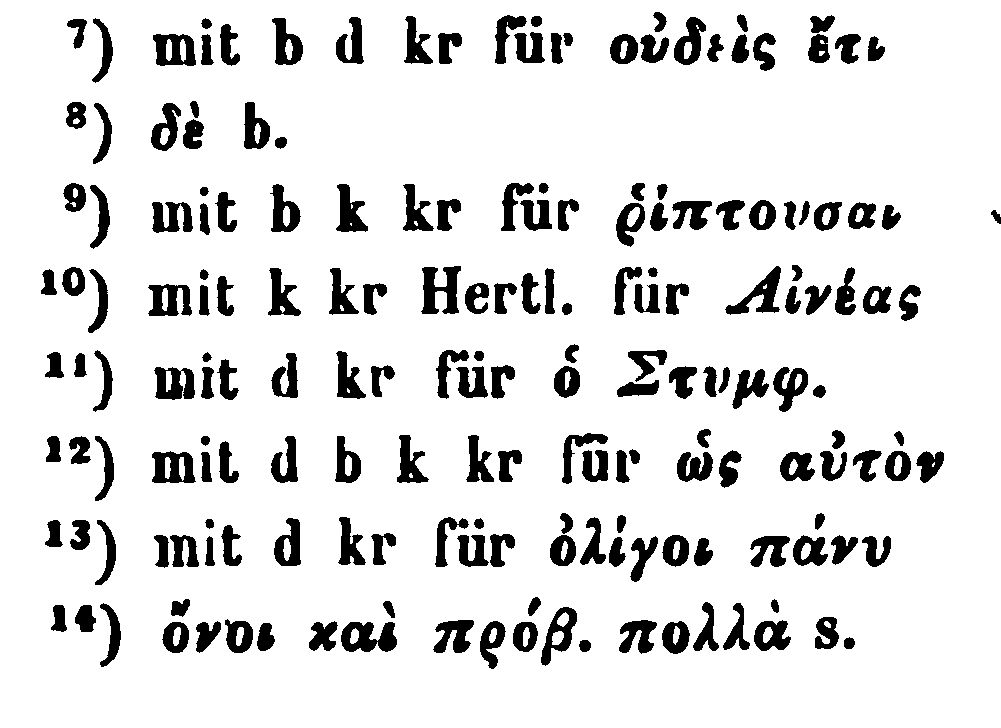 ⁷) mit b d kr für οὐδεὶς ἔτι
⁸) δὲ b.
⁹) mit b k kr für ῥίπτουσαι
¹⁰) mit k kr Hertl. für Αἰνέας
¹¹) mit d kr für ὁ Στυμφ.
¹²) mit d b k kr für ὡς αὐτὸν
¹³) mit d kr für ὀλίγοι πάνυ
¹⁴) ὄνοι καὶ πρόβ. πολλὰ s.